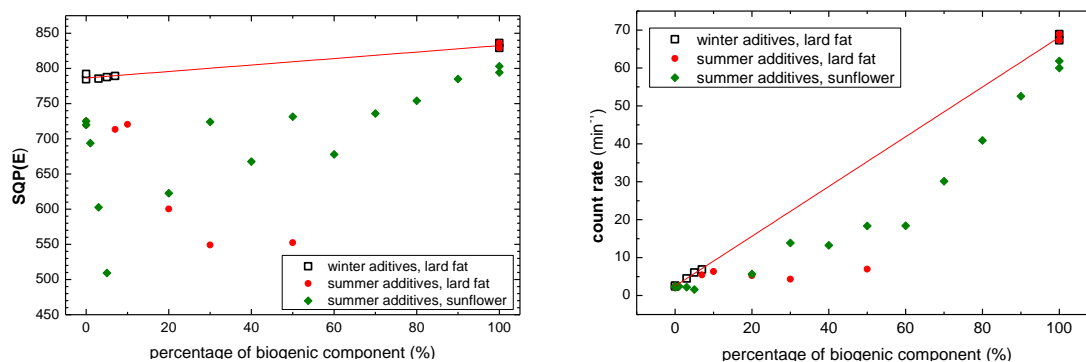 850
800
750
700
650
600
550
500
450
SQP(E)
winter aditives, lard fat
summer additives, lard fat
summer additives, sunflower
0 20 40 60 80 100
percentage of biogenic component (%)
70
60
50
40
30
20
10
0
count rate (min⁻¹)
winter aditives, lard fat
summer additives, lard fat
summer additives, sunflower
0 20 40 60 80 100
percentage of biogenic component (%)